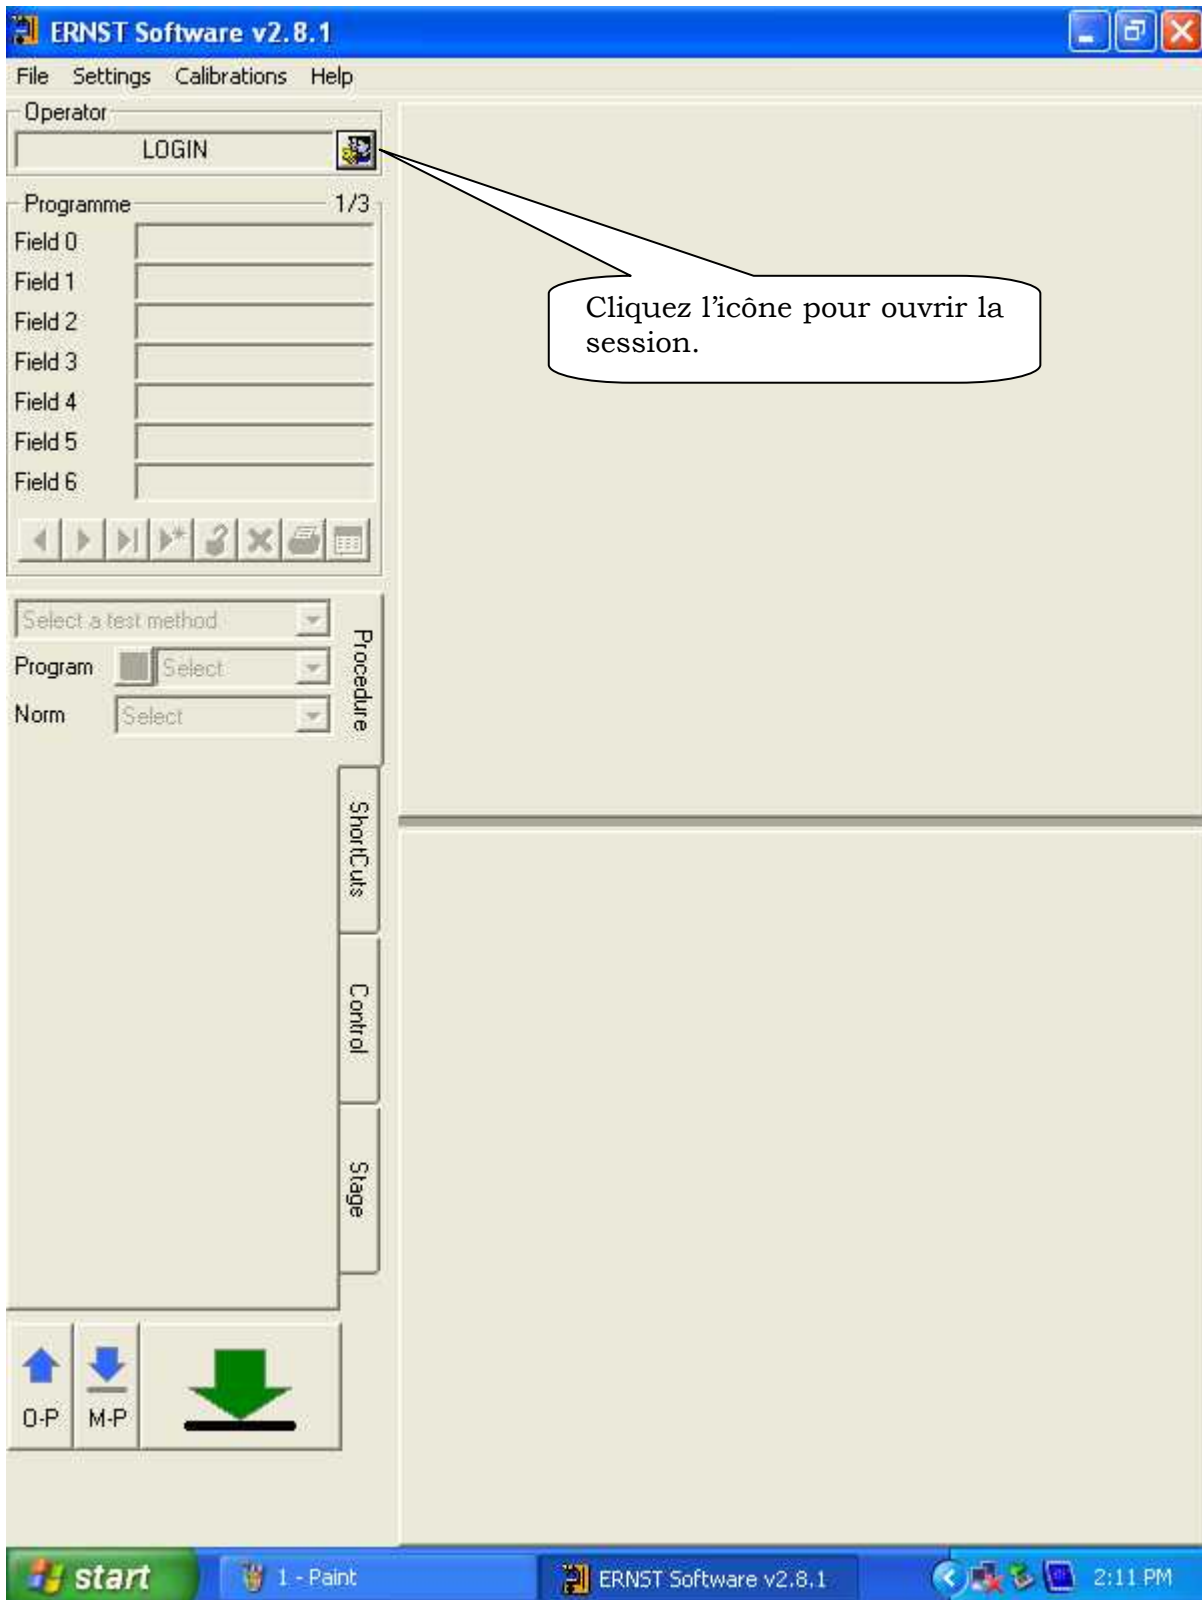 ERNST Software v2.8.1
File Settings Calibrations Help
Operator
LOGIN
Programme 1/3
Field 0
Field 1
Field 2
Field 3
Field 4
Field 5
Field 6
Cliquez l'icône pour ouvrir la
session.
Select a test method
Program Select
Norm Select
Procedure
ShortCuts
Control
Stage
O-P M-P
start 1 - Paint ERNST Software v2.8.1 2:11 PM